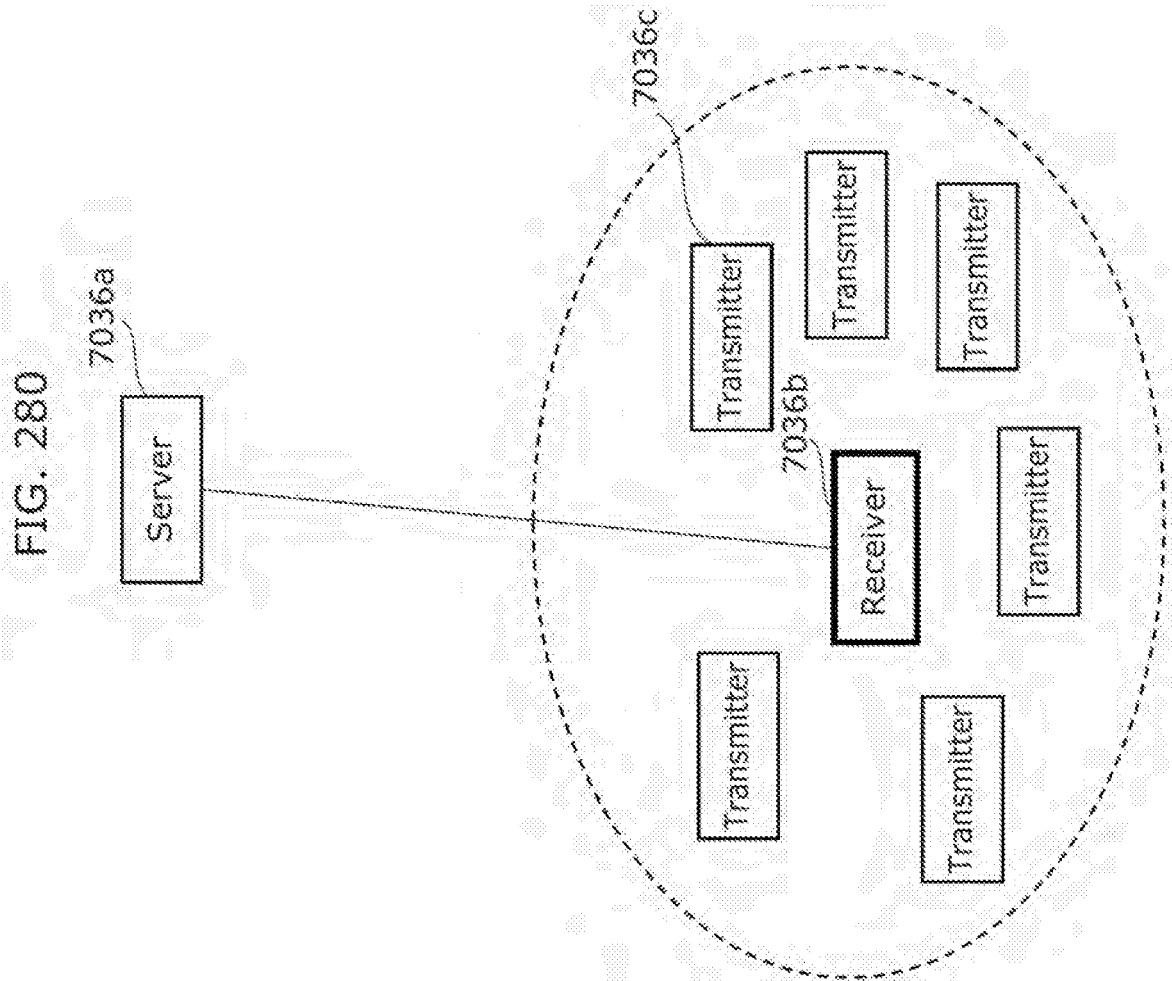 FIG. 280
7036a
Server
7036c
Transmitter
Transmitter
7036b
Transmitter
Receiver
Transmitter
Transmitter
Transmitter